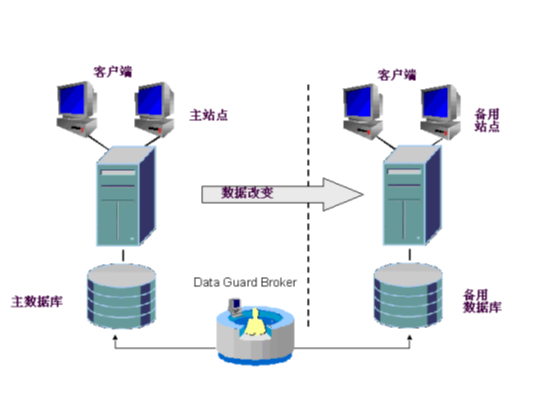 客户端
客户端
主站点
备用
站点
数据改变
Data Guard Broker
主数据库
备用
数据库